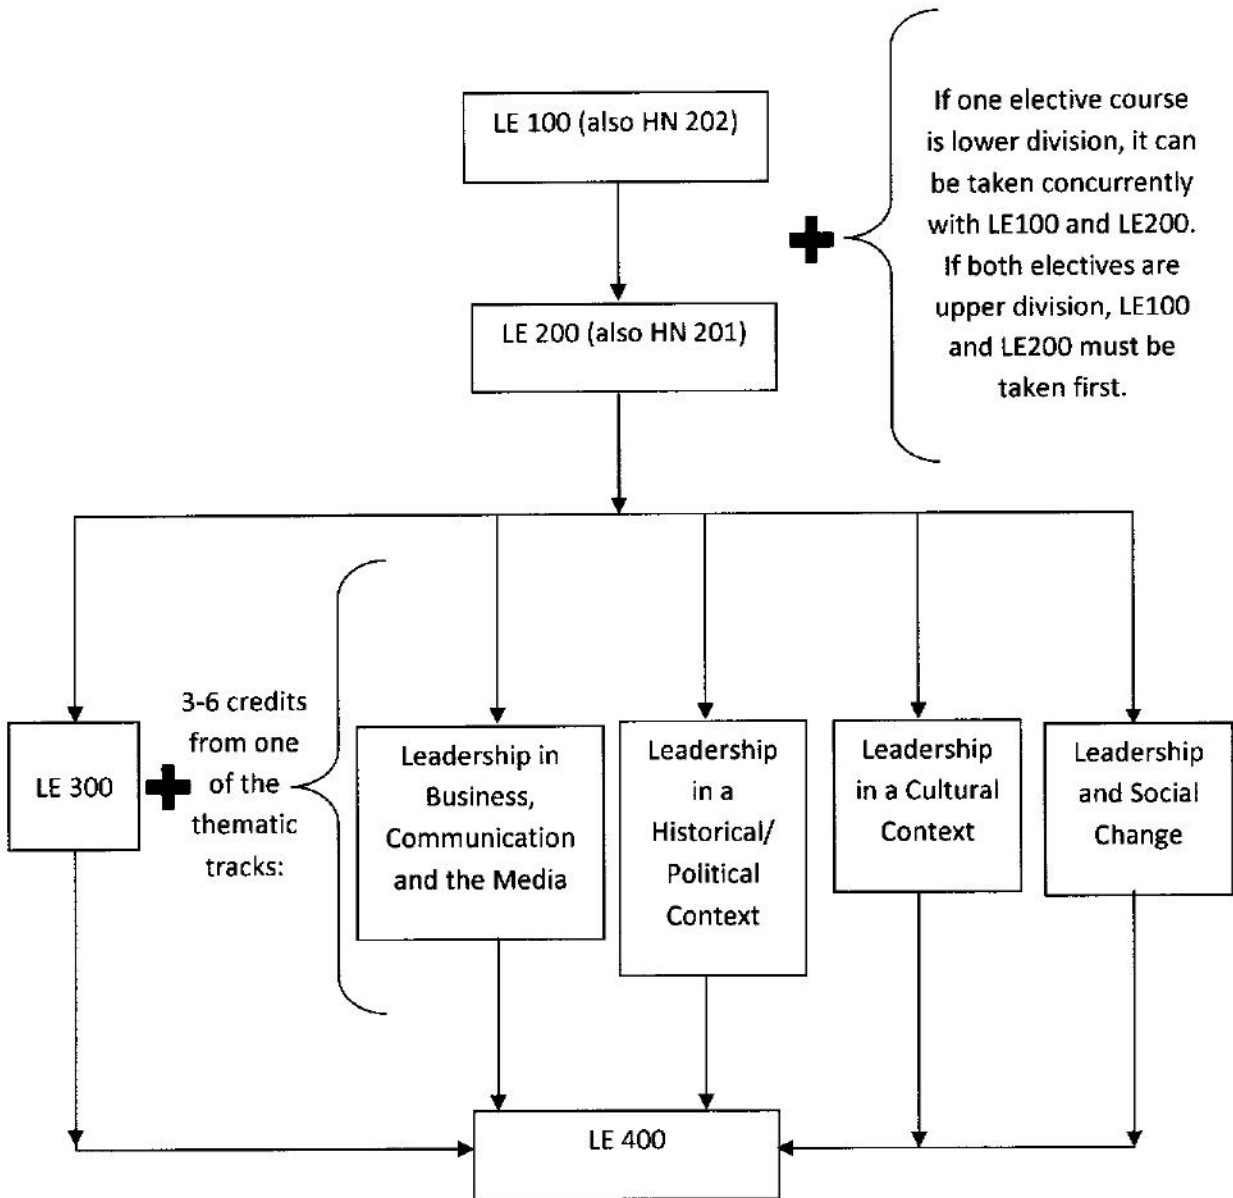 LE 100 (also HN 202)
If one elective course
is lower division, it can
be taken concurrently
with LE100 and LE200.
If both electives are
upper division, LE100
and LE200 must be
taken first.
LE 200 (also HN 201)
LE 300
3-6 credits
from one
of the
thematic
tracks:
Leadership in
Business,
Communication
and the Media
Leadership
in a
Historical/
Political
Context
Leadership
in a Cultural
Context
Leadership
and Social
Change
LE 400